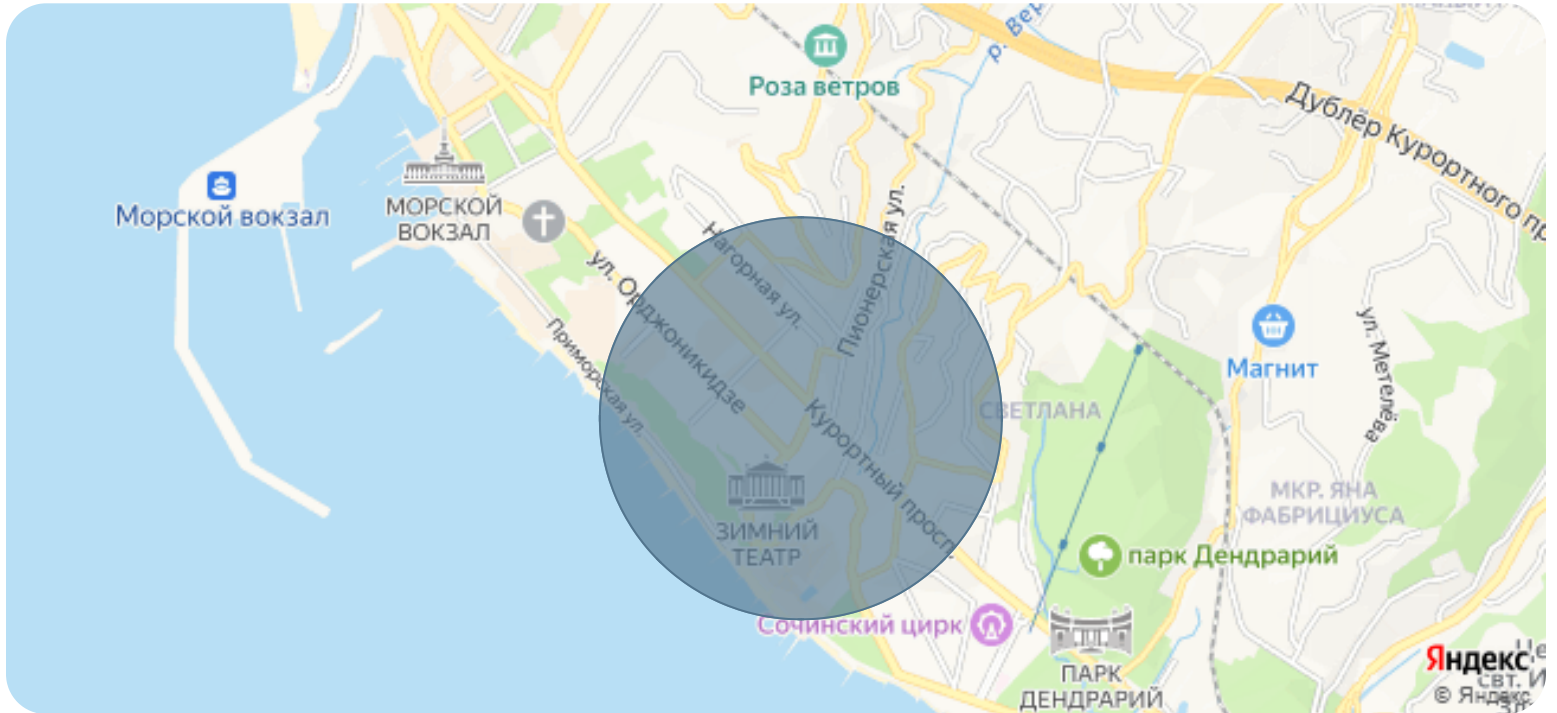 р. Вер
Роза ветров
Дублёр Курортного пр
Морской вокзал
МОРСКОЙ
ВОКЗАЛ
Нагорная ул.
Пионерская ул.
ул. Орджоникидзе
Приморская ул.
ул. Метелёва
Магнит
СВЕТЛАНА
Курортный просп.
МКР. ЯНА
ФАБРИЦИУСА
ЗИМНИЙ
ТЕАТР
парк Дендрарий
Сочинский цирк
ПАРК
ДЕНДРАРИЙ
Яндекс
свт. И
© Яндекс